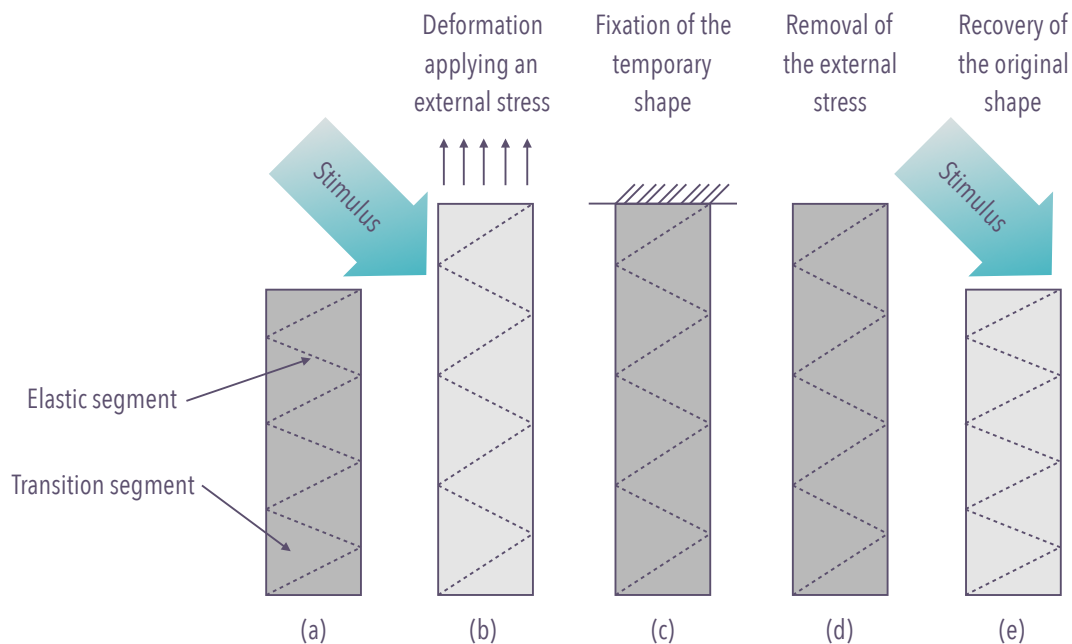 Deformation
applying an
external stress
Fixation of the
temporary
shape
Removal of
the external
stress
Recovery of
the original
shape
Stimulus
Stimulus
Elastic segment
Transition segment
(a)
(b)
(c)
(d)
(e)